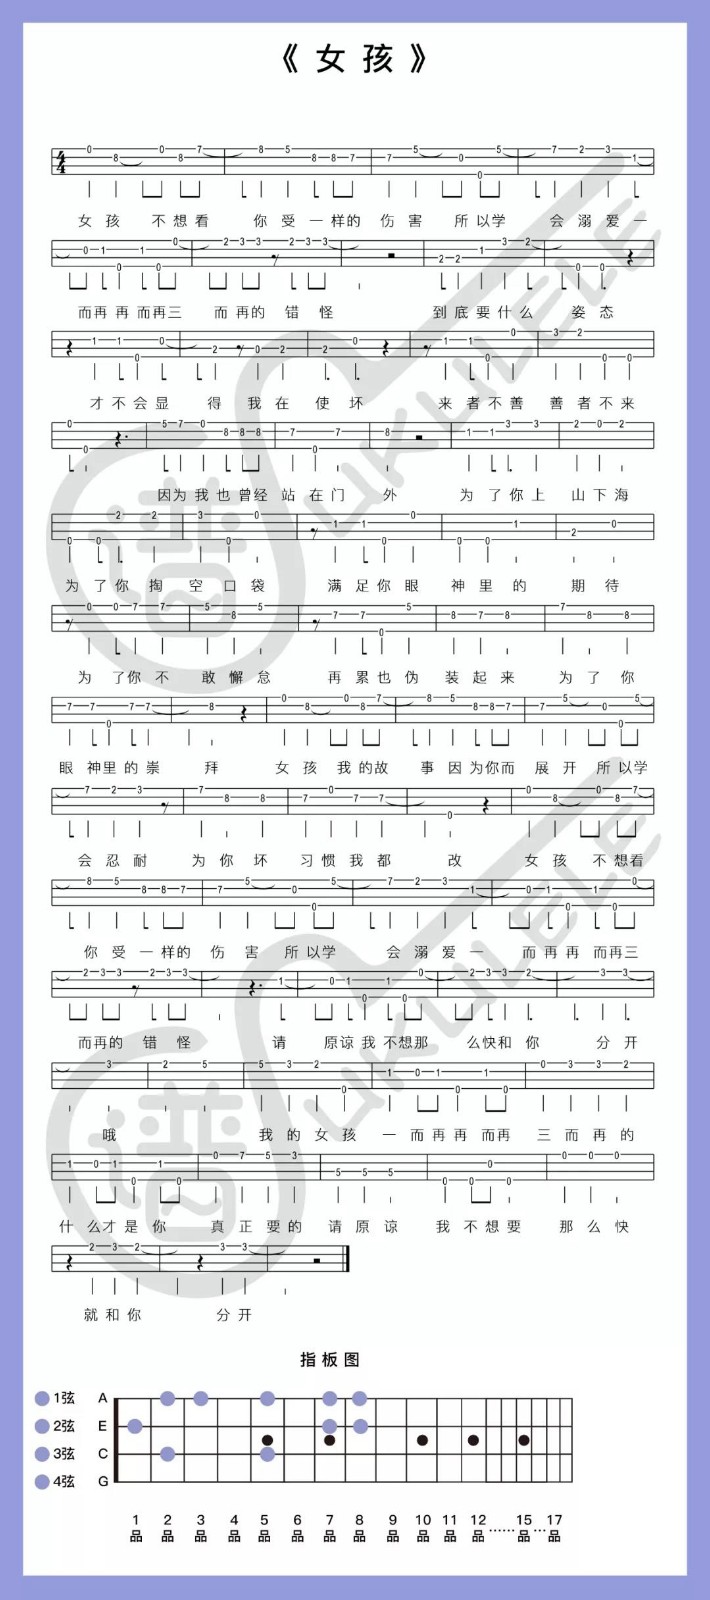 《 女 孩 》
女 孩 不 想 看 你 受 一 样的 伤 害 所 以学 会 溺 爱 一
而再 再 而再 三 而 再的 错 怪 到 底 要 什 么 姿 态
才 不 会 显 得 我 在 使 坏 来 者 不 善 善 者 不 来
因为 我 也 曾经 站 在 门 外 为 了 你 上 山 下 海
为 了 你 掏 空 口 袋 满 足 你 眼 神 里 的 期 待
为 了你 不 敢 懈 怠 再 累 也 伪 装 起 来 为 了 你
眼 神里 的 崇 拜 女 孩 我 的故 事 因 为你 而 展 开 所 以学
会 忍 耐 为 你 坏 习 惯 我 都 改 女 孩 不 想看
你 受 一 样的 伤 害 所 以学 会 溺 爱 一 而再 再 而再 三
而再的 错 怪 请 原谅 我 不想那 么 快和 你 分 开
哦 我 的 女 孩 一 而再 再 而再 三 而 再 的
什 么才 是 你 真 正 要 的 请 原 谅 我 不 想 要 那 么 快
就 和 你 分 开
UKULELE
谱
UKULELE
谱
指 板 图
1弦 A
2弦 E
3弦 C
4弦 G
1 2 3 4 5 6 7 8 9 10 11 12 ······ 15 ··· 17
品 品 品 品 品 品 品 品 品 品 品 品 品 品